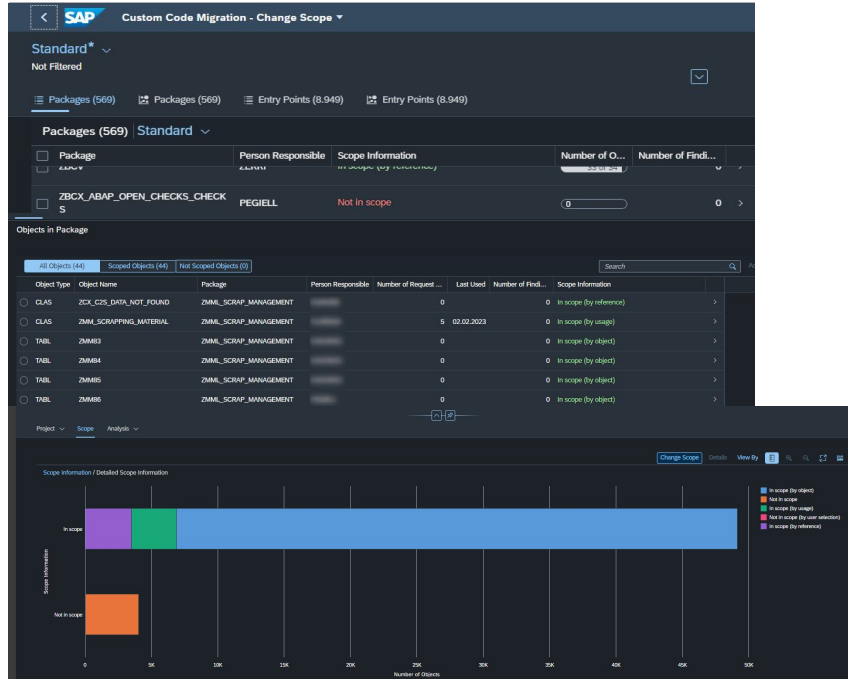 SAP Custom Code Migration - Change Scope
Standard*
Not Filtered
Packages (569) Packages (569) Entry Points (8.949) Entry Points (8.949)
Packages (569) Standard
Package Person Responsible Scope Information Number of O... Number of Findi...
In scope (by reference) 0
ZBCX_ABAP_OPEN_CHECKS_CHECK
S PEGIELL Not in scope 0 0
Objects in Package
All Objects (44) Scoped Objects (44) Not Scoped Objects (0) Search
Object Type Object Name Package Person Responsible Number of Request ... Last Used Number of Findi... Scope Information
CLAS ZCX_C2S_DATA_NOT_FOUND ZMML_SCRAP_MANAGEMENT 0 0 In scope (by reference)
CLAS ZMM_SCRAPPING_MATERIAL ZMML_SCRAP_MANAGEMENT 5 02.02.2023 0 In scope (by usage)
TABL ZMM83 ZMML_SCRAP_MANAGEMENT 0 0 In scope (by object)
TABL ZMM84 ZMML_SCRAP_MANAGEMENT 0 0 In scope (by object)
TABL ZMM85 ZMML_SCRAP_MANAGEMENT 0 0 In scope (by object)
TABL ZMM86 ZMML_SCRAP_MANAGEMENT 0 0 In scope (by object)
Project Scope Analysis
Change Scope Details View By
Scope Information / Detailed Scope Information
In scope (by object)
Not in scope
In scope (by usage)
Not in scope (by user selection)
In scope (by reference)
In scope
Scope Information
Not in scope
0 5K 10K 15K 20K 25K 30K 35K 40K 45K 50K
Number of Objects